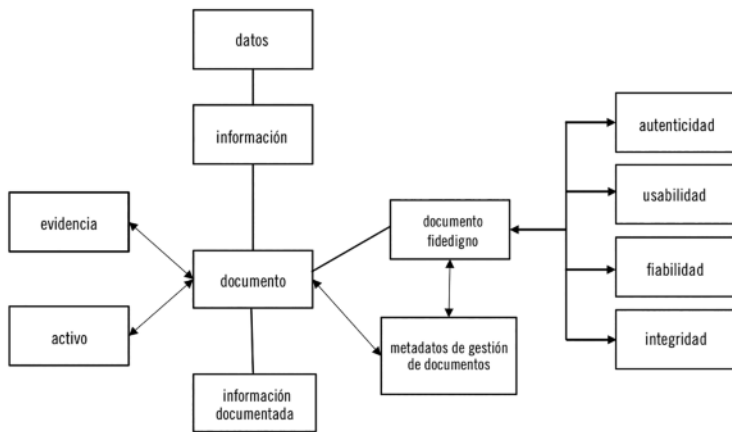 datos
información
autenticidad
usabilidad
evidencia
documento
fidedigno
documento
fiabilidad
activo
metadatos de gestión
de documentos
integridad
información
documentada